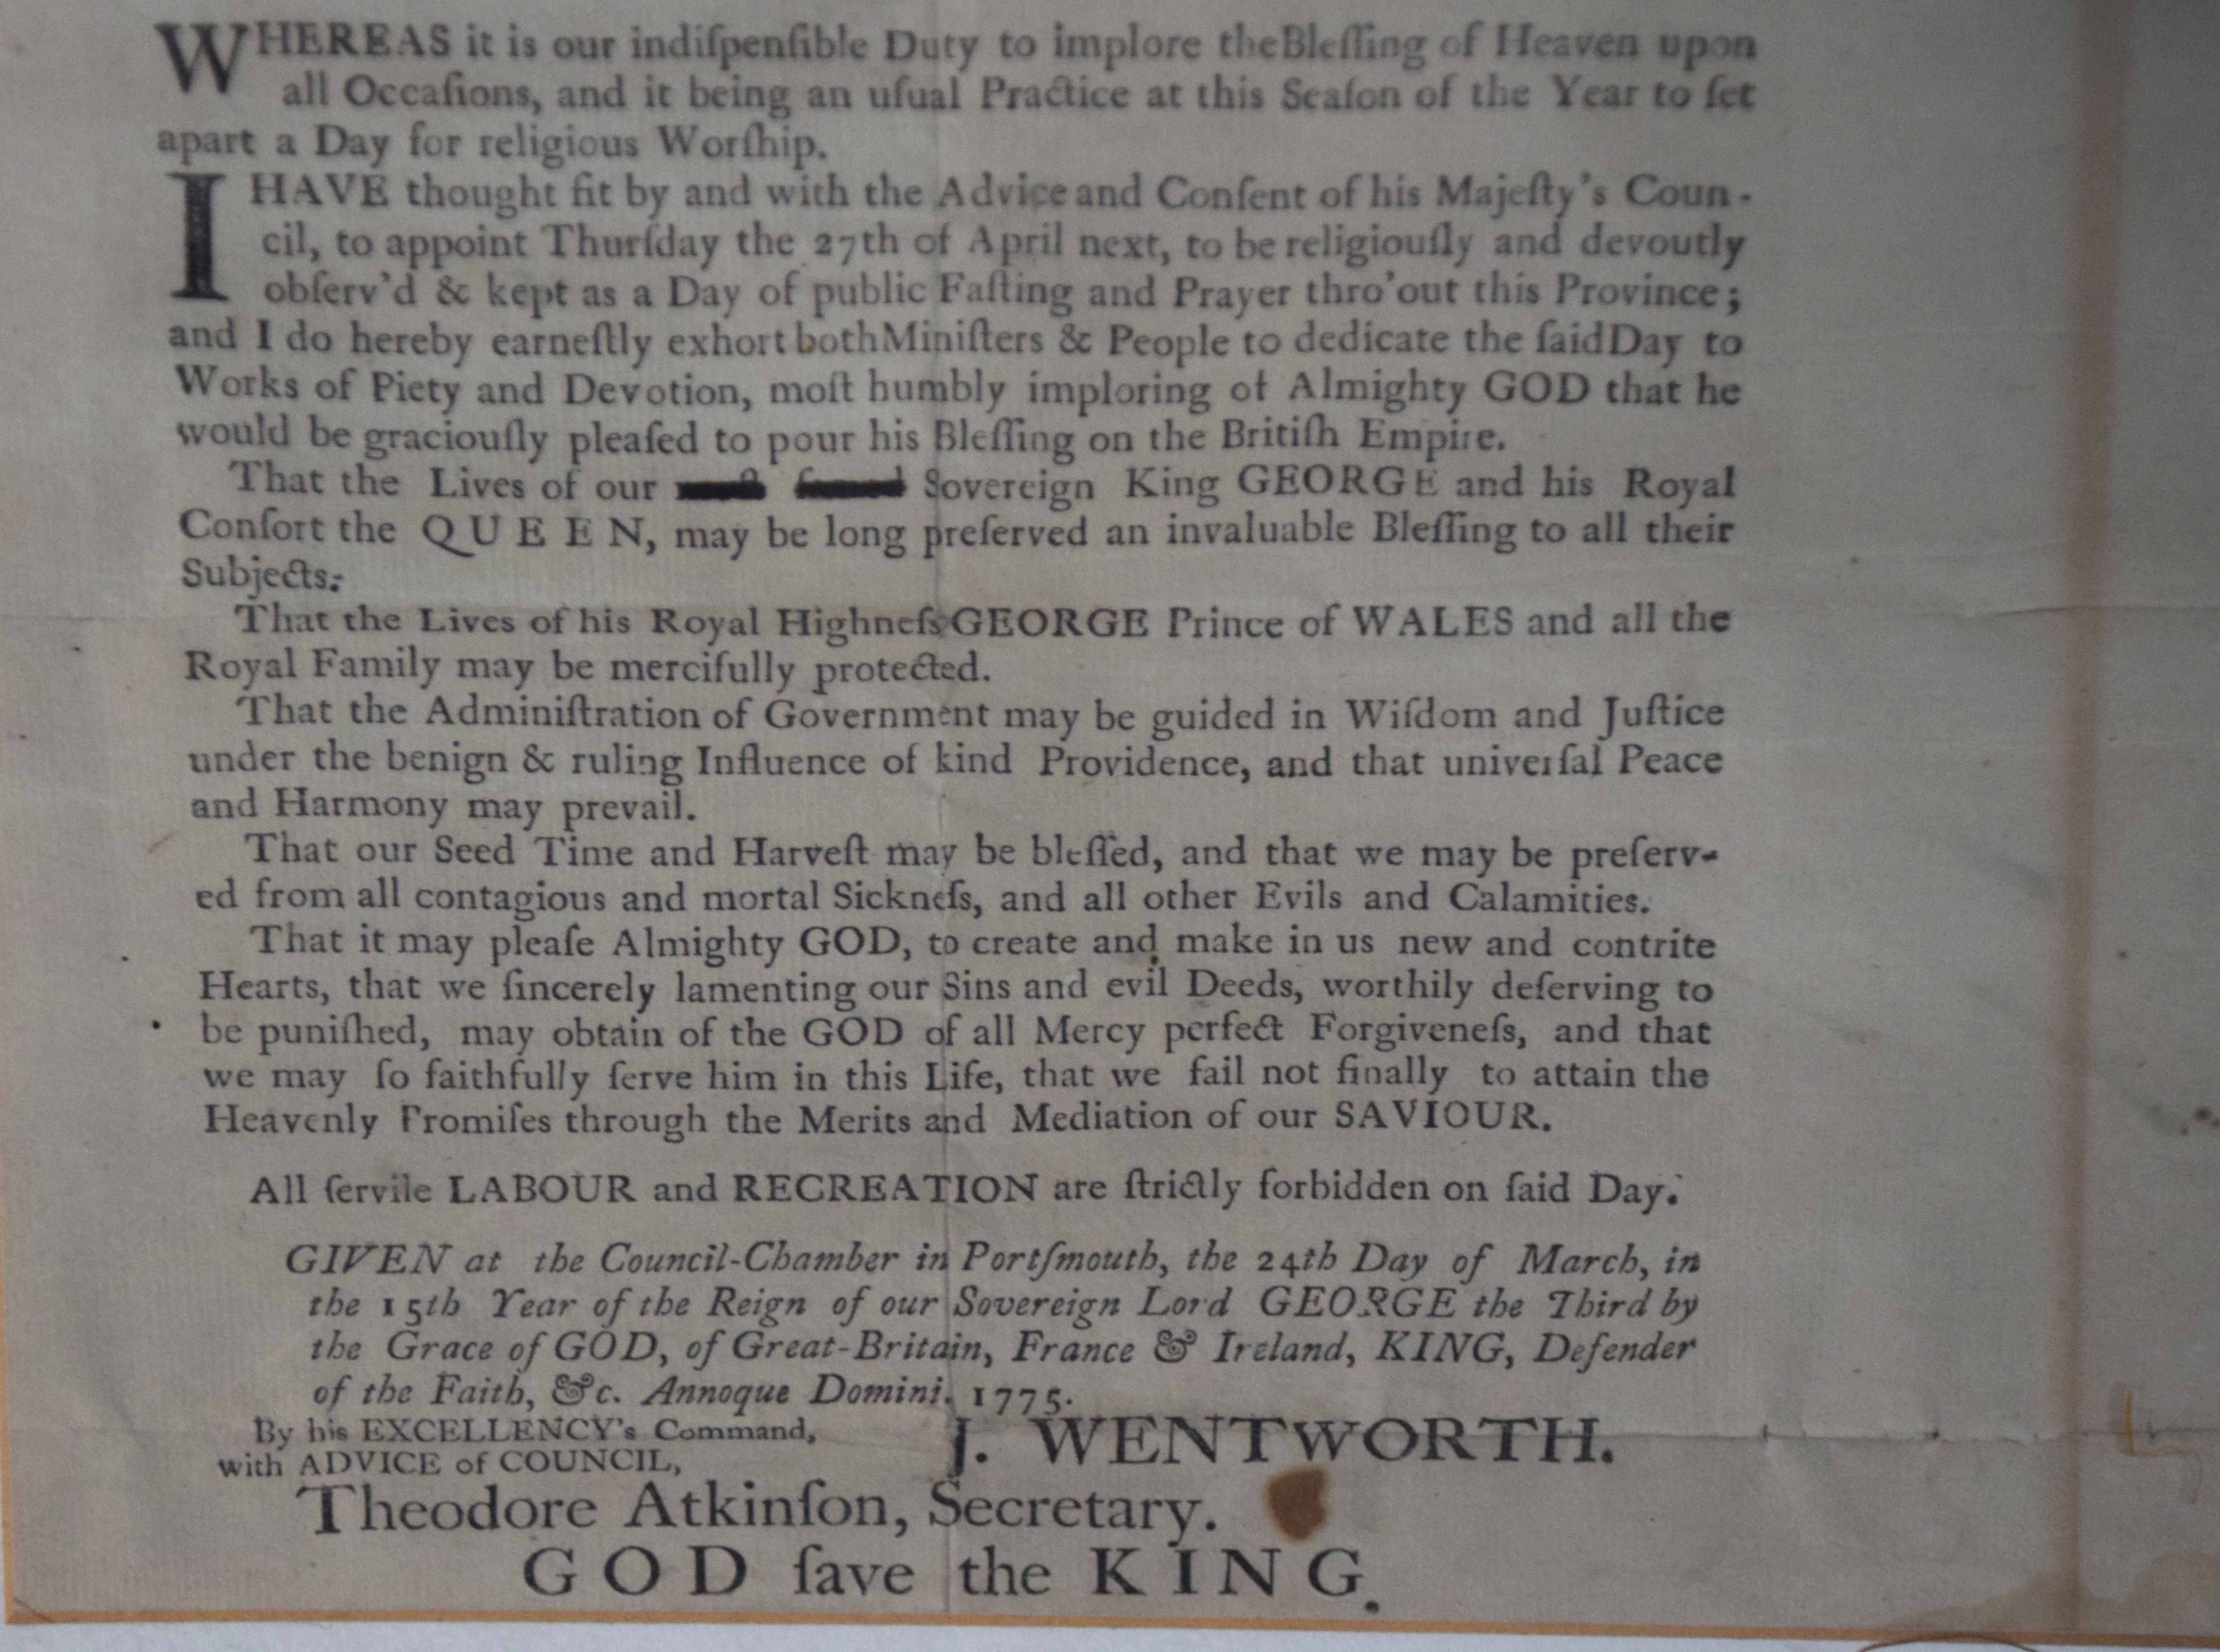 WHEREAS it is our indiſpenſible Duty to implore the Bleſſing of Heaven upon
all Occaſions, and it being an uſual Practice at this Seaſon of the Year to ſet
apart a Day for religious Worſhip.
I HAVE thought fit by and with the Advice and Conſent of his Majeſty's Coun-
cil, to appoint Thurſday the 27th of April next, to be religiouſly and devoutly
obſerv'd & kept as a Day of public Faſting and Prayer thro'out this Province;
and I do hereby earneſtly exhort both Miniſters & People to dedicate the ſaid Day to
Works of Piety and Devotion, moſt humbly imploring of Almighty GOD that he
would be graciouſly pleaſed to pour his Bleſſing on the Britiſh Empire.
That the Lives of our Sovereign King GEORGE and his Royal
Conſort the QUEEN, may be long preſerved an invaluable Bleſſing to all their
Subjects.
That the Lives of his Royal Highneſs GEORGE Prince of WALES and all the
Royal Family may be mercifully protected.
That the Adminiſtration of Government may be guided in Wiſdom and Juſtice
under the benign & ruling Influence of kind Providence, and that univerſal Peace
and Harmony may prevail.
That our Seed Time and Harveſt may be bleſſed, and that we may be preſerv-
ed from all contagious and mortal Sickneſs, and all other Evils and Calamities.
That it may pleaſe Almighty GOD, to create and make in us new and contrite
Hearts, that we ſincerely lamenting our Sins and evil Deeds, worthily deſerving to
be puniſhed, may obtain of the GOD of all Mercy perfect Forgiveneſs, and that
we may ſo faithfully ſerve him in this Life, that we fail not finally to attain the
Heavenly Promiſes through the Merits and Mediation of our SAVIOUR.
All ſervile LABOUR and RECREATION are ſtrictly forbidden on ſaid Day.
GIVEN at the Council-Chamber in Portſmouth, the 24th Day of March, in
the 15th Year of the Reign of our Sovereign Lord GEORGE the Third by
the Grace of GOD, of Great-Britain, France & Ireland, KING, Defender
of the Faith, &c. Annoque Domini. 1775.
By his EXCELLENCY's Command,
with ADVICE of COUNCIL,
J. WENTWORTH.
Theodore Atkinſon, Secretary.
GOD ſave the KING.